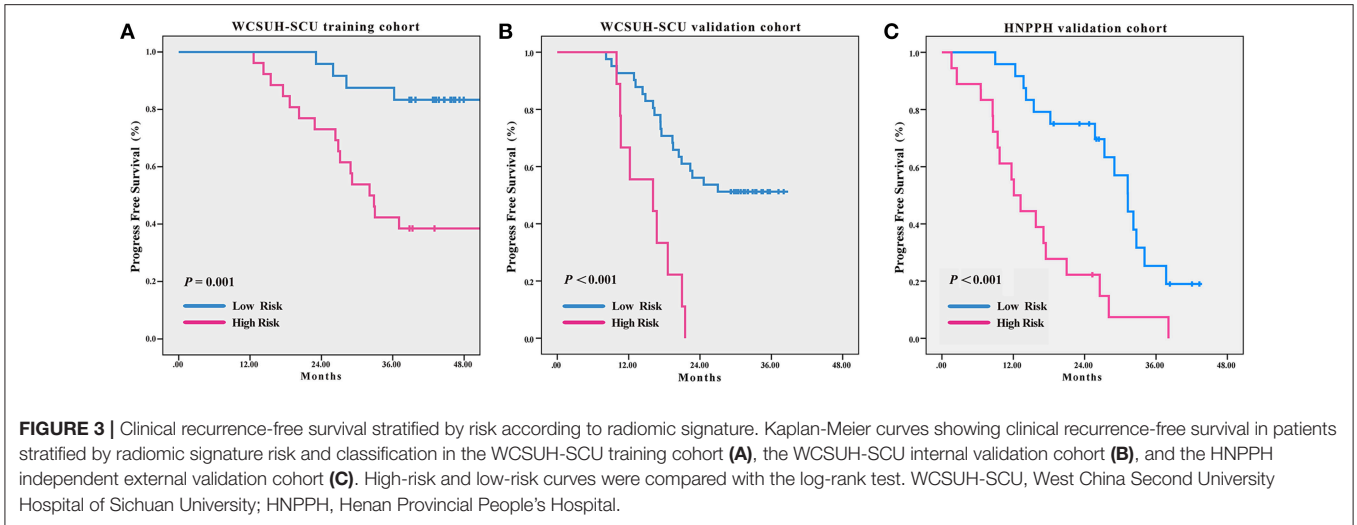 A
WCSUH-SCU training cohort
Progress Free Survival (%)
1.0
0.8
0.6
0.4
0.2
0.0
P = 0.001
Low Risk
High Risk
.00
12.00
24.00
36.00
48.00
Months
B
WCSUH-SCU validation cohort
Progress Free Survival (%)
1.0
0.8
0.6
0.4
0.2
0.0
P <0.001
Low Risk
High Risk
.00
12.00
24.00
36.00
48.00
Months
C
HNPPH validation cohort
Progress Free Survival (%)
1.0
0.8
0.6
0.4
0.2
0.0
P <0.001
Low Risk
High Risk
.00
12.00
24.00
36.00
48.00
Months
FIGURE 3 | Clinical recurrence-free survival stratified by risk according to radiomic signature. Kaplan-Meier curves showing clinical recurrence-free survival in patients
stratified by radiomic signature risk and classification in the WCSUH-SCU training cohort (A), the WCSUH-SCU internal validation cohort (B), and the HNPPH
independent external validation cohort (C). High-risk and low-risk curves were compared with the log-rank test. WCSUH-SCU, West China Second University
Hospital of Sichuan University; HNPPH, Henan Provincial People's Hospital.